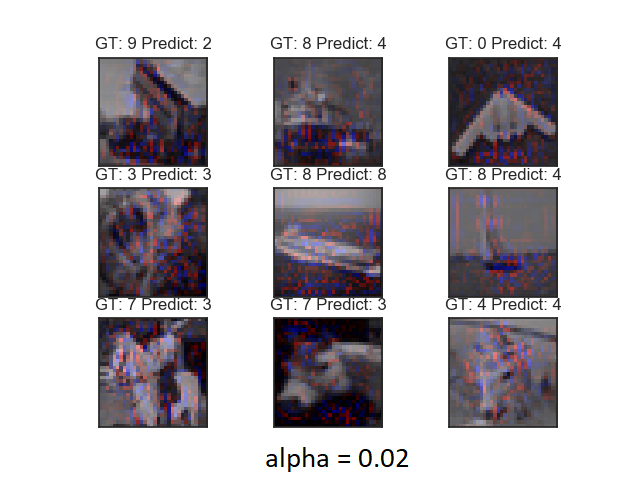 GT: 9 Predict: 2
GT: 8 Predict: 4
GT: 0 Predict: 4
GT: 3 Predict: 3
GT: 8 Predict: 8
GT: 8 Predict: 4
GT: 7 Predict: 3
GT: 7 Predict: 3
GT: 4 Predict: 4
alpha = 0.02